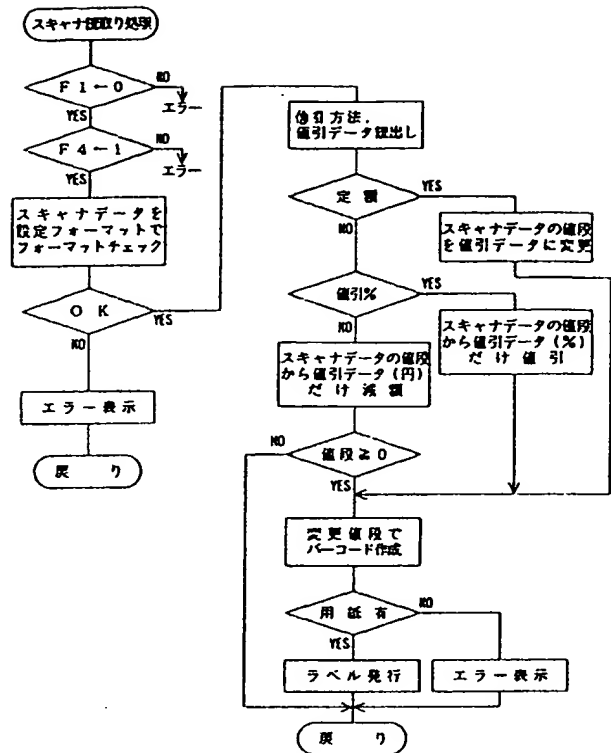 スキャナ読取り処理
F1←0
NO
エラー
YES
F4←1
NO
エラー
YES
スキャナデータを
設定フォーマットで
フォーマットチェック
OK
YES
NO
エラー表示
戻り
値引方法,
値引データ読出し
定額
YES
NO
スキャナデータの値段
を値引データに変更
値引%
YES
NO
スキャナデータの値段
から値引データ(%)
だけ値引
スキャナデータの値段
から値引データ(円)
だけ減額
値段≧0
NO
YES
変更値段で
バーコード作成
用紙有
NO
YES
ラベル発行
エラー表示
戻り